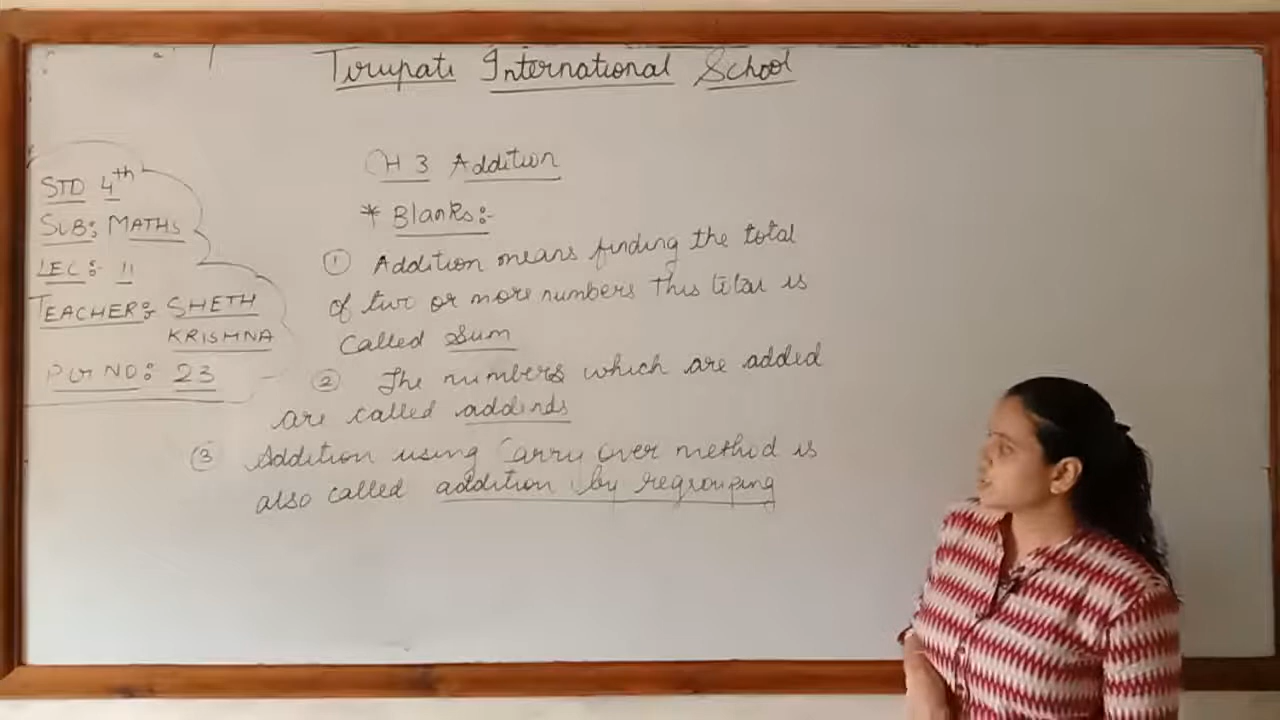 Tirupati International School
STD 4th
SUB: MATHS
LEC :- 11
TEACHER: SHETH
KRISHNA
NO: 23
CH 3 Addition
* Blanks:-
① Addition means finding the total
of two or more numbers This is
called Sum
② The numbers which are added
are called addends
③ Addition using Carry over method is
also called addition by regrouping